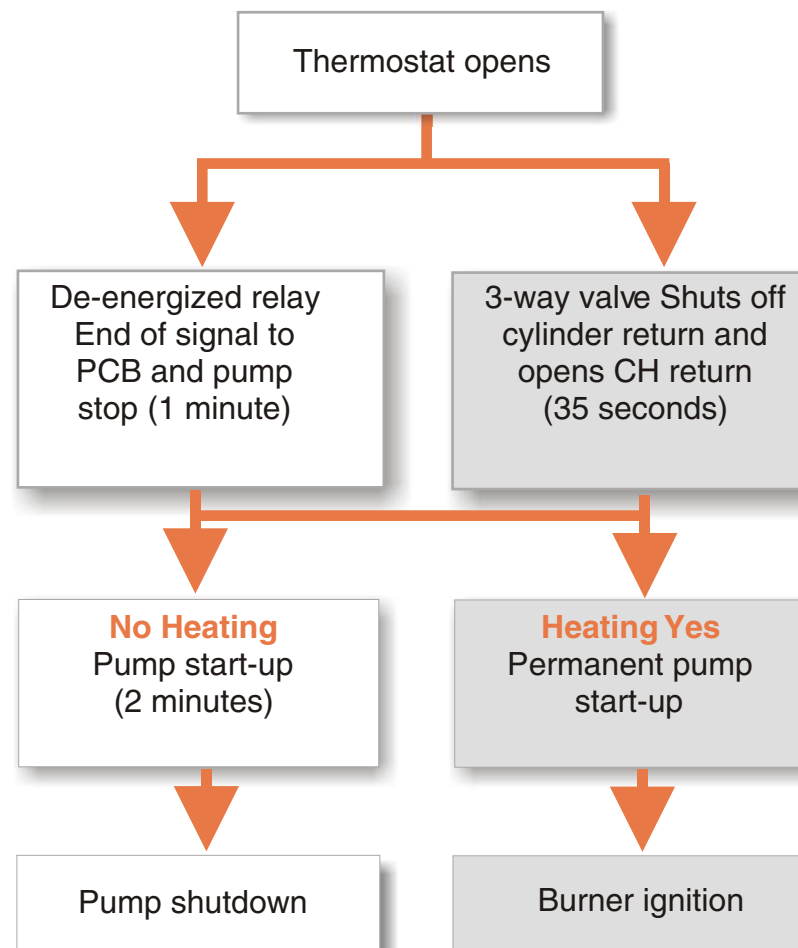 Thermostat opens
De-energized relay
End of signal to
PCB and pump
stop (1 minute)
3-way valve Shuts off
cylinder return and
opens CH return
(35 seconds)
No Heating
Pump start-up
(2 minutes)
Heating Yes
Permanent pump
start-up
Pump shutdown
Burner ignition